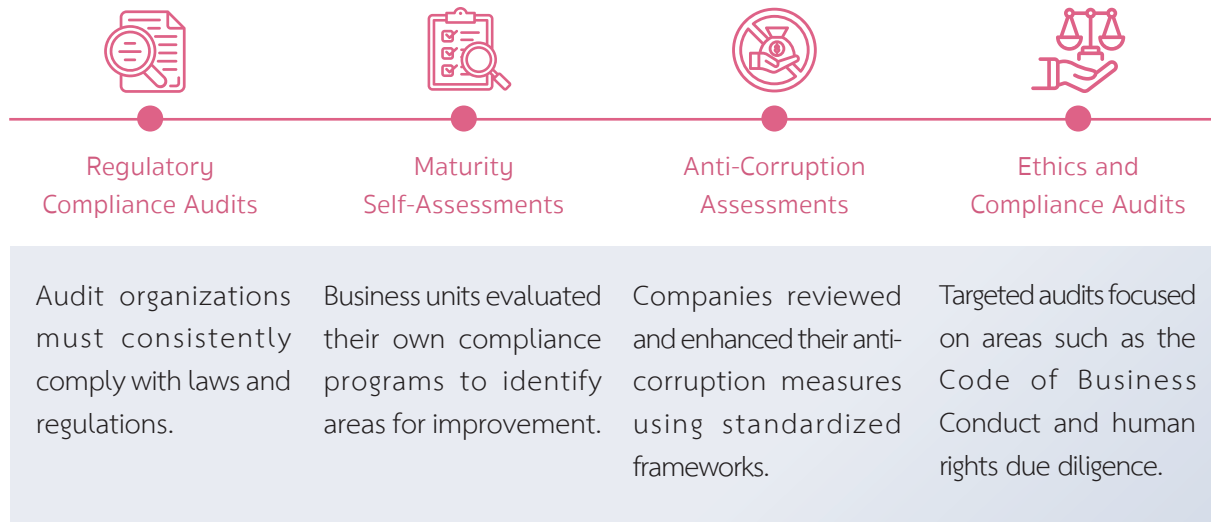 Regulatory
Compliance Audits
Maturity
Self-Assessments
Anti-Corruption
Assessments
Ethics and
Compliance Audits
Audit organizations
must consistently
comply with laws and
regulations.
Business units evaluated
their own compliance
programs to identify
areas for improvement.
Companies reviewed
and enhanced their anti-
corruption measures
using standardized
frameworks.
Targeted audits focused
on areas such as the
Code of Business
Conduct and human
rights due diligence.